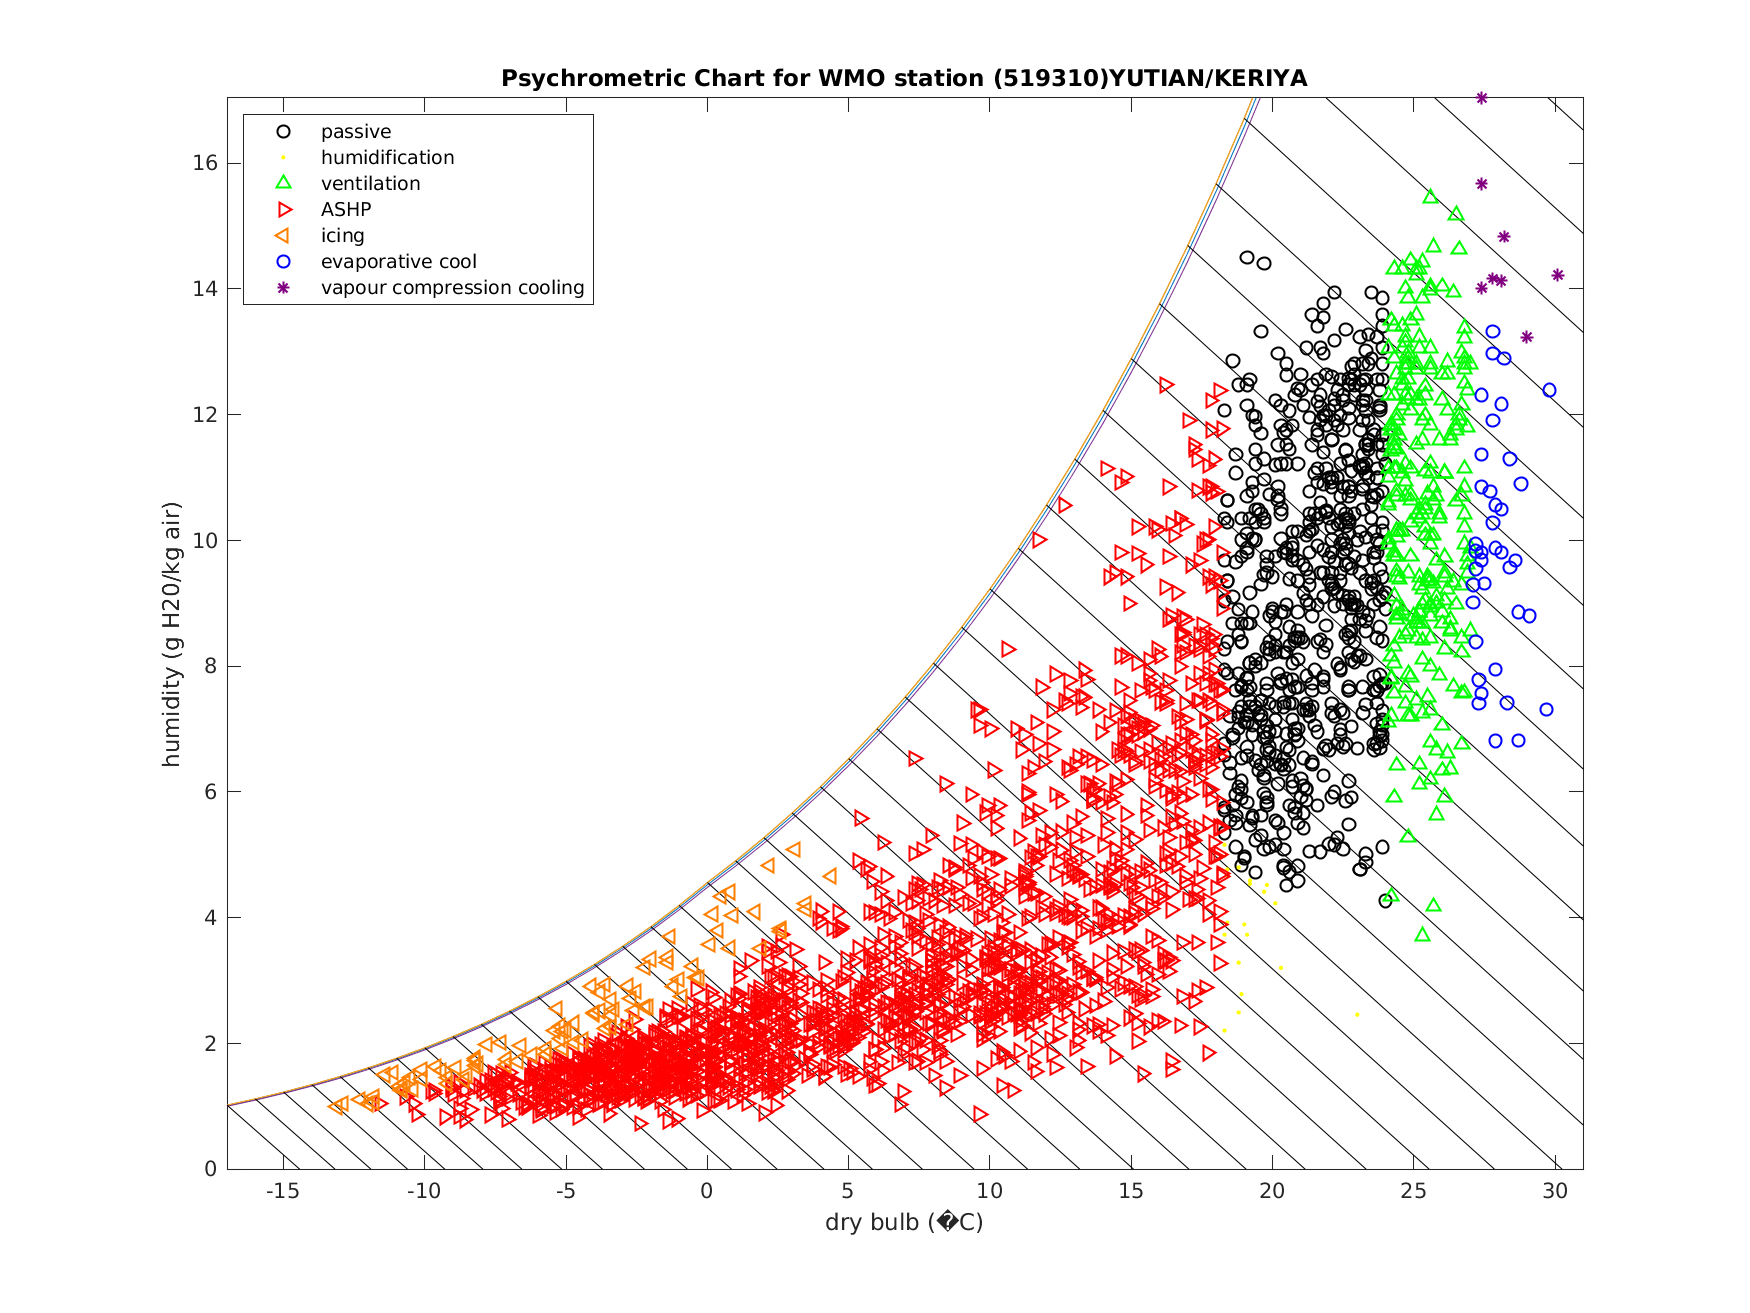 Psychrometric Chart for WMO station (519310)YUTIAN/KERIYA
passive
humidification
ventilation
ASHP
icing
evaporative cool
vapour compression cooling
humidity (g H20/kg air)
16
14
12
10
8
6
4
2
0
-15 -10 -5 0 5 10 15 20 25 30
dry bulb (�C)